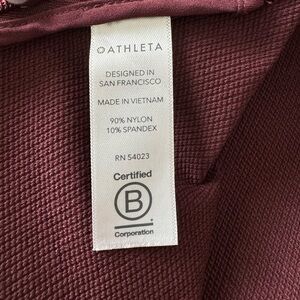 ATHLETA
DESIGNED IN
SAN FRANCISCO
MADE IN VIETNAM
90% NYLON
10% SPANDEX
RN 54023
Certified
B
Corporation